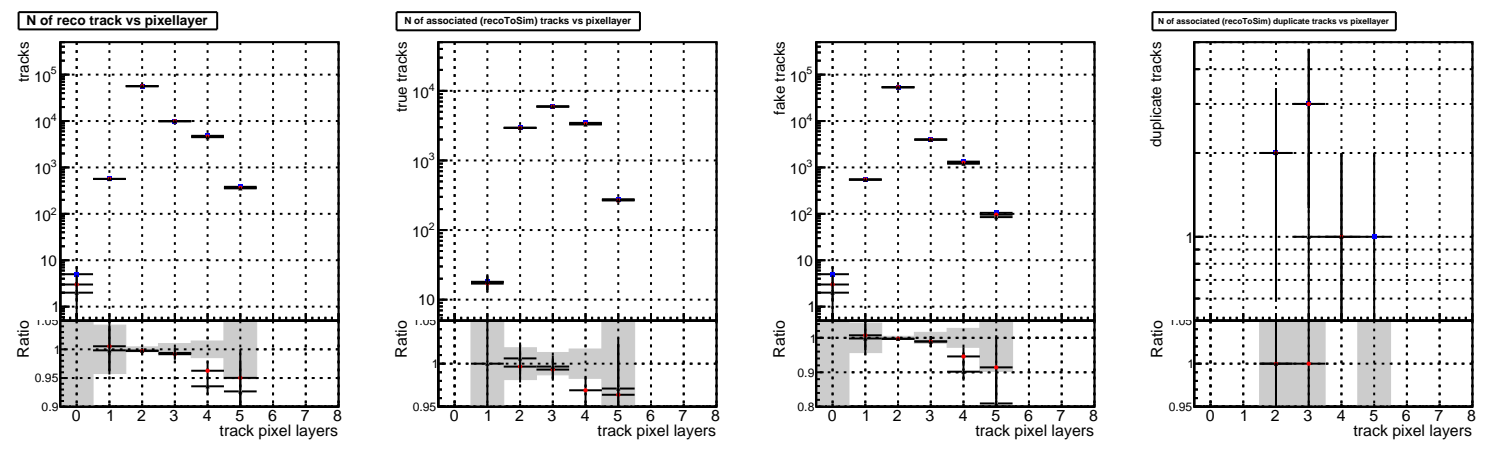 N of reco track vs pixellayer
tracks
10^5
10^4
10^3
10^2
10
1
Ratio
1.05
1
0.95
0.9
0 1 2 3 4 5 6 7 8
track pixel layers
N of associated (recoToSim) tracks vs pixellayer
true tracks
10^4
10^3
10^2
10
Ratio
1.05
1
0.95
0 1 2 3 4 5 6 7 8
track pixel layers
fake tracks
10^5
10^4
10^3
10^2
10
1
Ratio
1
0.9
0.8
0 1 2 3 4 5 6 7 8
track pixel layers
N of associated (recoToSim) duplicate tracks vs pixellayer
duplicate tracks
1
Ratio
1.05
1
0.95
0 1 2 3 4 5 6 7 8
track pixel layers